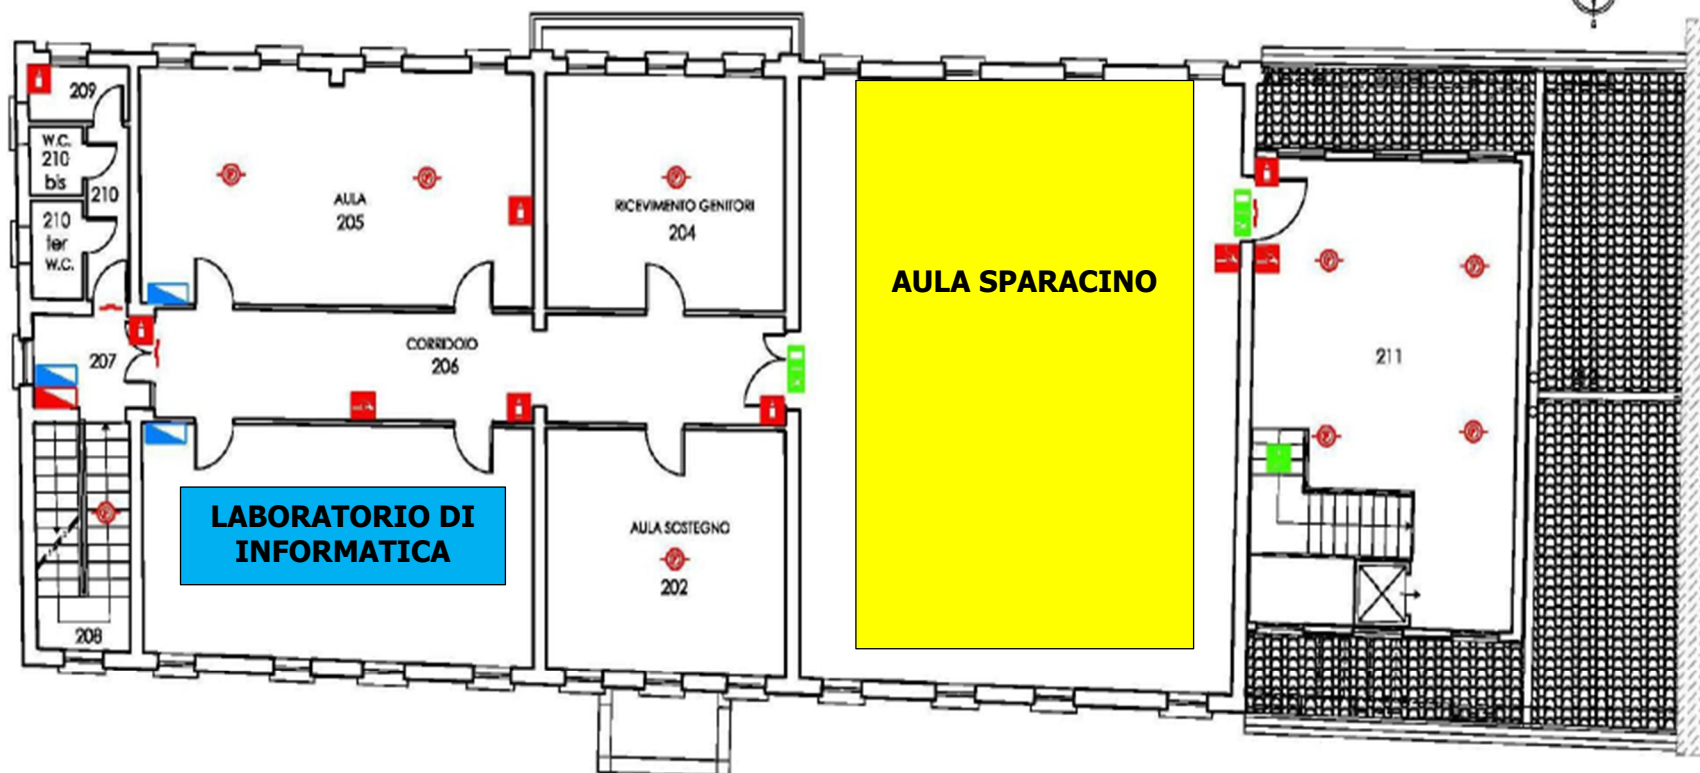 209
W.C.
210
bis
210
210
ter
W.C.
AULA
205
RICEVIMENTO GENITORI
204
AULA SPARACINO
207
CORRIDOIO
206
211
LABORATORIO DI
INFORMATICA
AULA SOSTEGNO
202
208